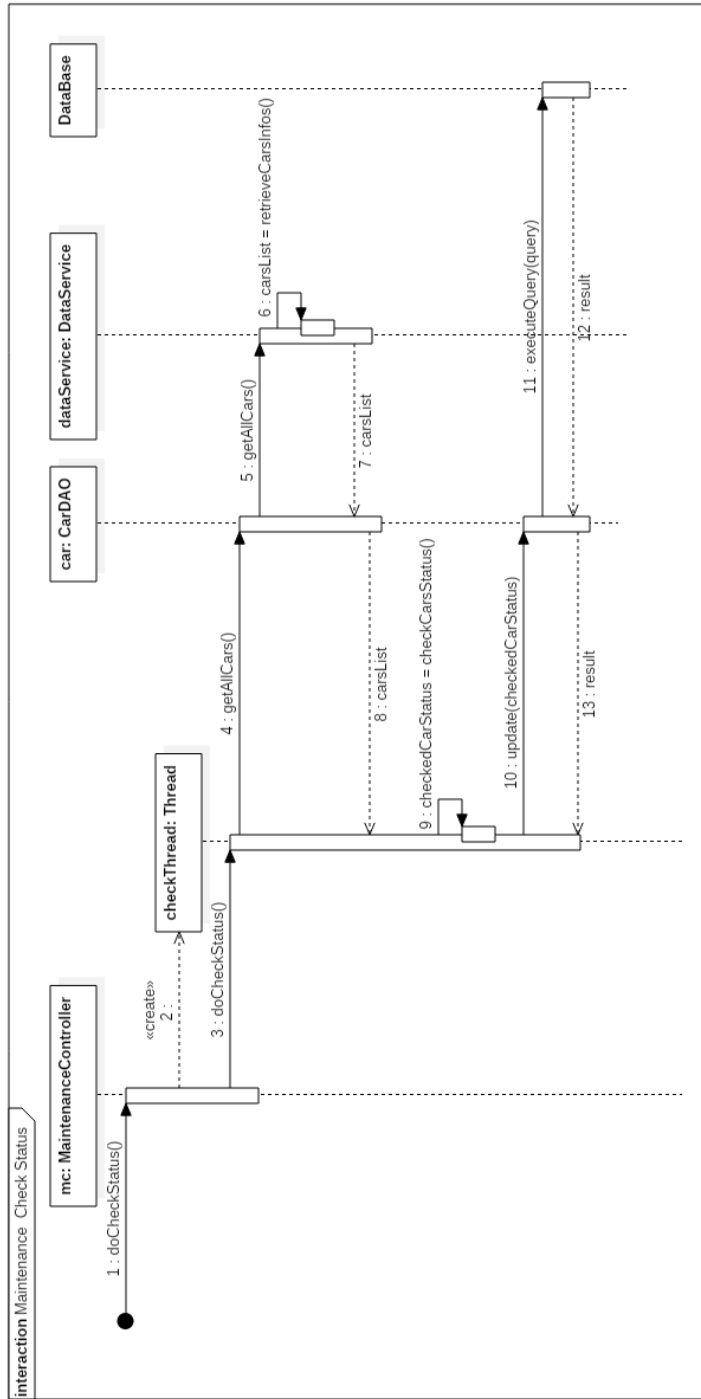 interaction Maintenance Check Status
mc: MaintenanceController
checkThread: Thread
car: CarDAO
dataService: DataService
DataBase
1 : doCheckStatus()
«create»
2 :
3 : doCheckStatus()
4 : getAllCars()
5 : getAllCars()
6 : carsList = retrieveCarsInfos()
7 : carsList
8 : carsList
9 : checkedCarStatus = checkCarsStatus()
10 : update(checkedCarStatus)
11 : executeQuery(query)
12 : result
13 : result